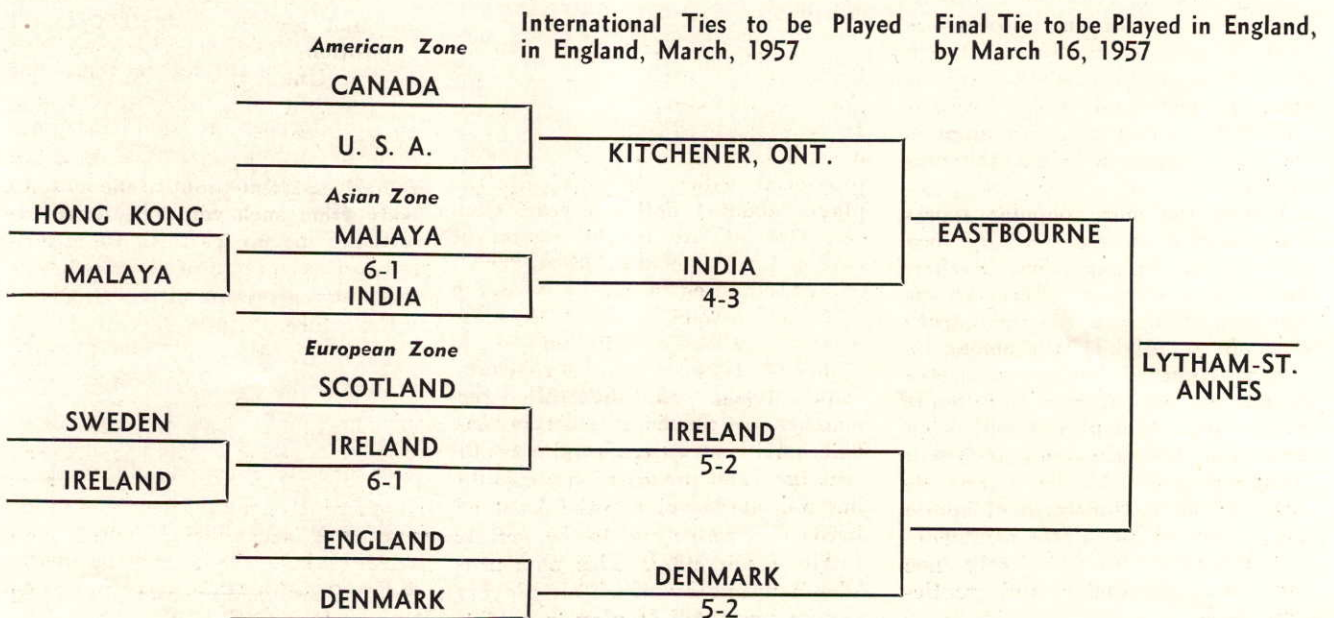 International Ties to be Played
in England, March, 1957
Final Tie to be Played in England,
by March 16, 1957
American Zone
CANADA
U. S. A.
KITCHENER, ONT.
Asian Zone
HONG KONG
MALAYA
MALAYA
6-1
INDIA
INDIA
4-3
EASTBOURNE
European Zone
SCOTLAND
SWEDEN
IRELAND
IRELAND
6-1
IRELAND
5-2
ENGLAND
DENMARK
DENMARK
5-2
LYTHAM-ST.
ANNES